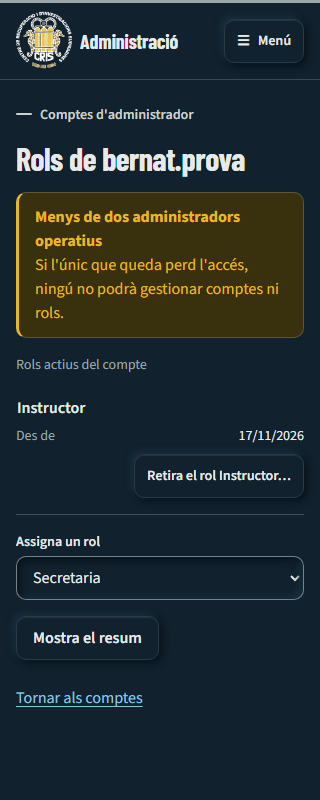 CRIS
Administració
☰ Menú
— Comptes d'administrador
Rols de bernat.prova
Menys de dos administradors
operatius
Si l'únic que queda perd l'accés,
ningú no podrà gestionar comptes ni
rols.
Rols actius del compte
Instructor
Des de 17/11/2026
Retira el rol Instructor…
Assigna un rol
Secretaria
Mostra el resum
Tornar als comptes